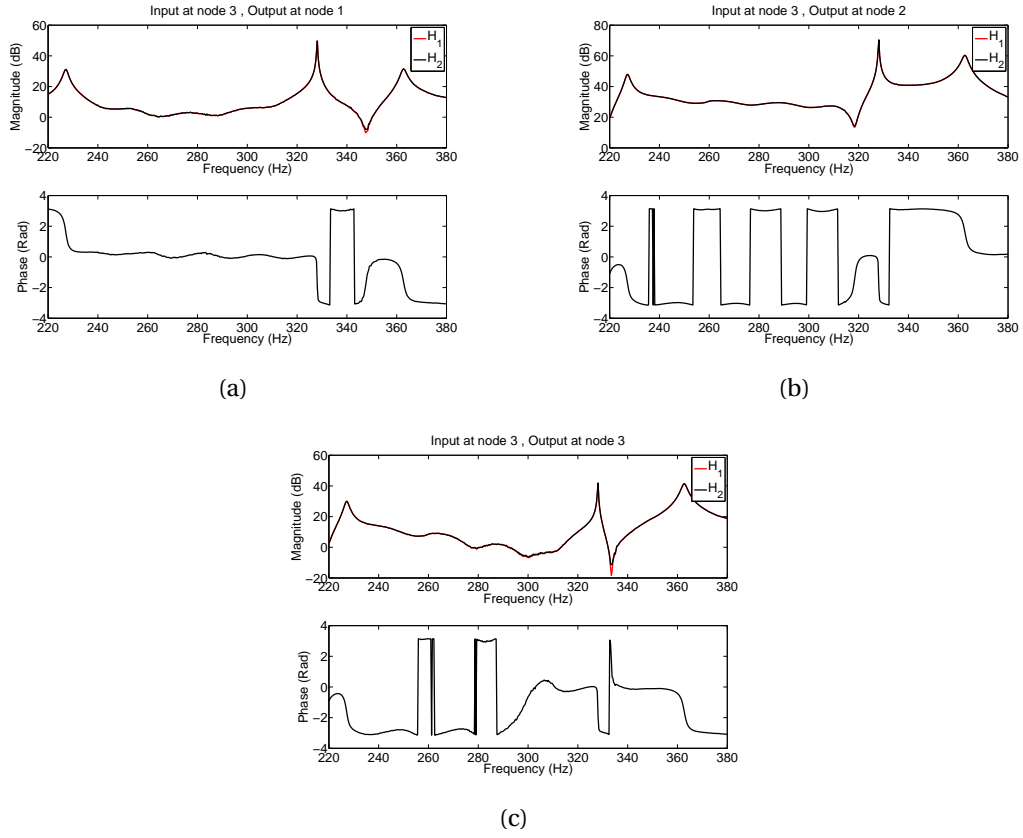 Input at node 3 , Output at node 1
Magnitude (dB)
60
40
20
0
−20
H1
H2
220 240 260 280 300 320 340 360 380
Frequency (Hz)
Phase (Rad)
4
2
0
−2
−4
220 240 260 280 300 320 340 360 380
Frequency (Hz)
(a)
Input at node 3 , Output at node 2
Magnitude (dB)
80
60
40
20
0
H1
H2
220 240 260 280 300 320 340 360 380
Frequency (Hz)
Phase (Rad)
4
2
0
−2
−4
220 240 260 280 300 320 340 360 380
Frequency (Hz)
(b)
Input at node 3 , Output at node 3
Magnitude (dB)
60
40
20
0
−20
H1
H2
220 240 260 280 300 320 340 360 380
Frequency (Hz)
Phase (Rad)
4
2
0
−2
−4
220 240 260 280 300 320 340 360 380
Frequency (Hz)
(c)